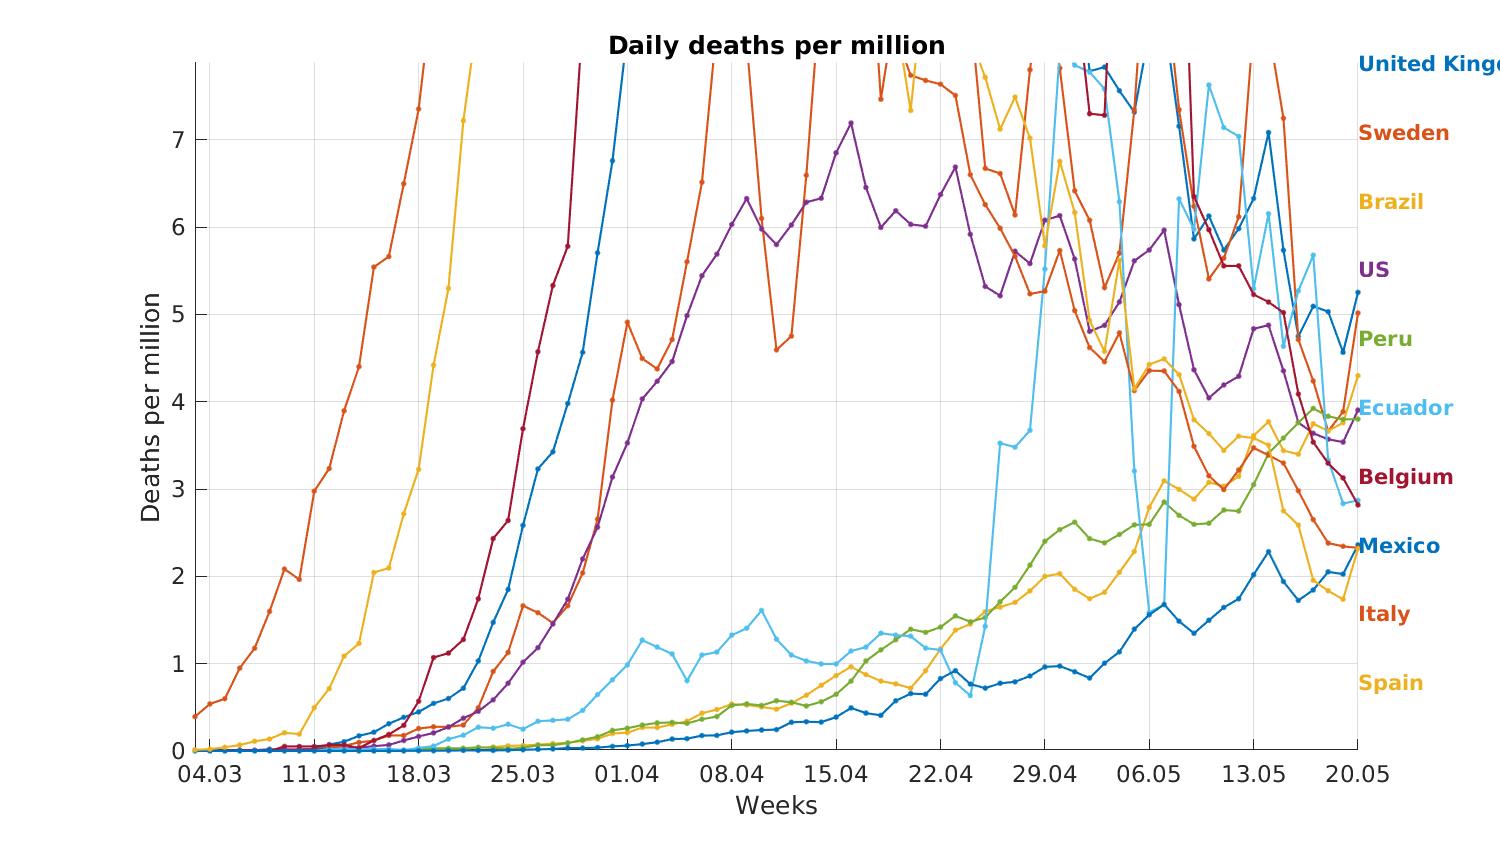 Daily deaths per million
United King
Sweden
Brazil
US
Peru
Ecuador
Belgium
Mexico
Italy
Spain
Deaths per million
7
6
5
4
3
2
1
0
04.03 11.03 18.03 25.03 01.04 08.04 15.04 22.04 29.04 06.05 13.05 20.05
Weeks